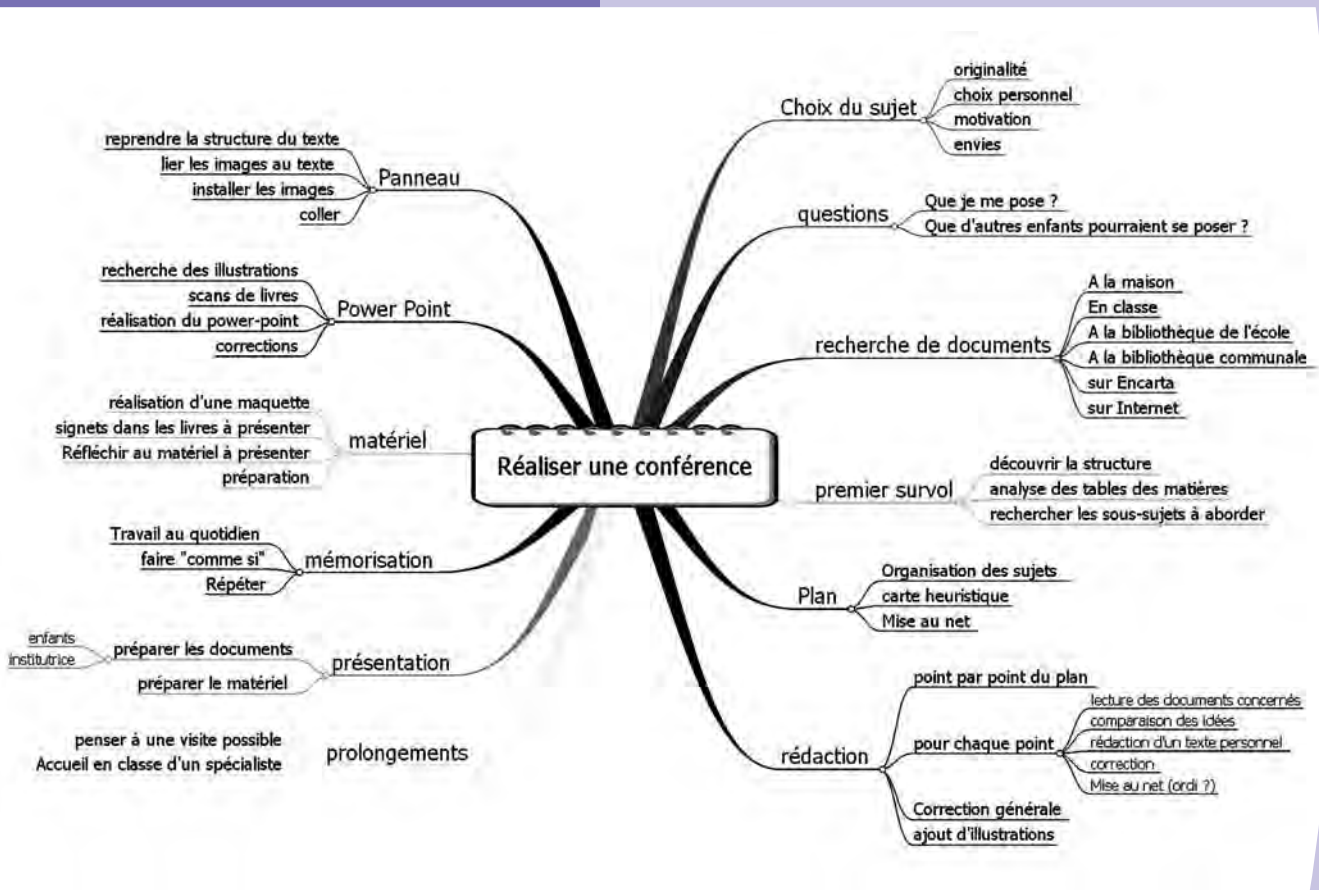 Réaliser une conférence
Choix du sujet
originalité
choix personnel
motivation
envies
questions
Que je me pose ?
Que d'autres enfants pourraient se poser ?
recherche de documents
A la maison
En classe
A la bibliothèque de l'école
A la bibliothèque communale
sur Encarta
sur Internet
premier survol
découvrir la structure
analyse des tables des matières
rechercher les sous-sujets à aborder
Plan
Organisation des sujets
carte heuristique
Mise au net
rédaction
point par point du plan
pour chaque point
lecture des documents concernés
comparaison des idées
rédaction d'un texte personnel
correction
Mise au net (ordi ?)
Correction générale
ajout d'illustrations
Panneau
reprendre la structure du texte
lier les images au texte
installer les images
coller
Power Point
recherche des illustrations
scans de livres
réalisation du power-point
corrections
matériel
réalisation d'une maquette
signets dans les livres à présenter
Réfléchir au matériel à présenter
préparation
mémorisation
Travail au quotidien
faire "comme si"
Répéter
présentation
préparer les documents
enfants
institutrice
préparer le matériel
prolongements
penser à une visite possible
Accueil en classe d'un spécialiste